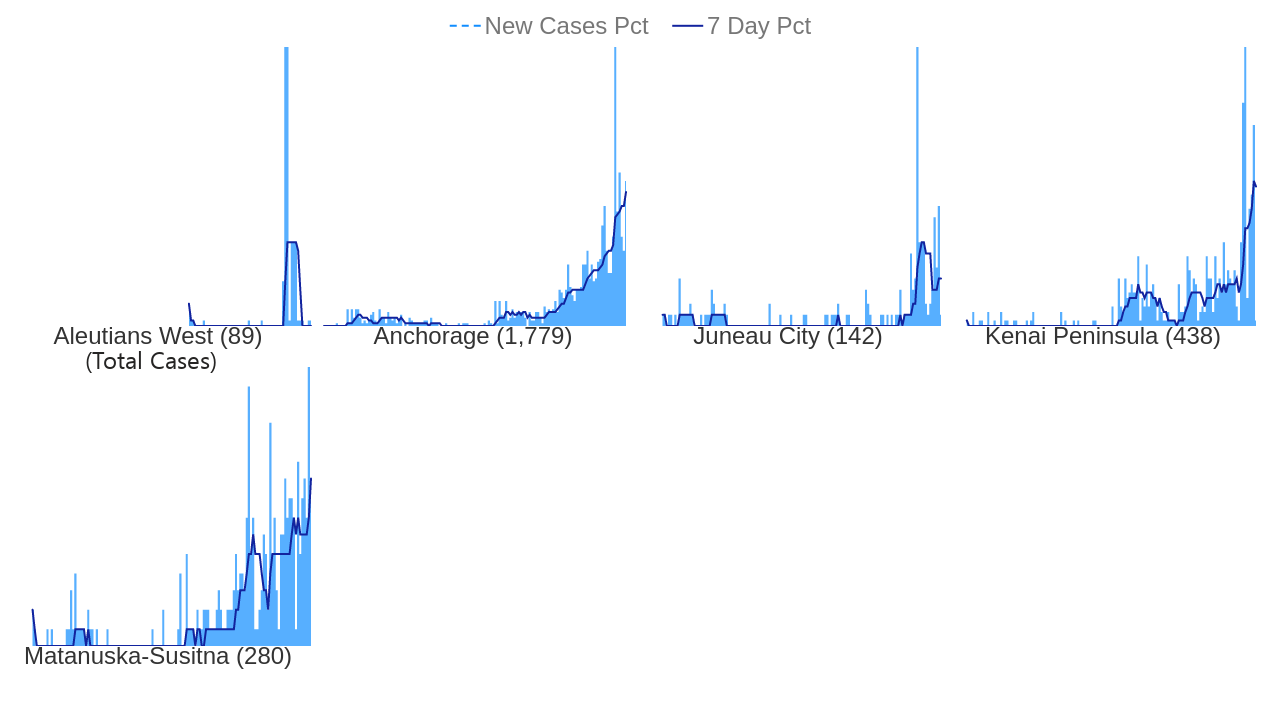 New Cases Pct 7 Day Pct
Aleutians West (89) Anchorage (1,779) Juneau City (142) Kenai Peninsula (438)
(Total Cases)
Matanuska-Susitna (280)